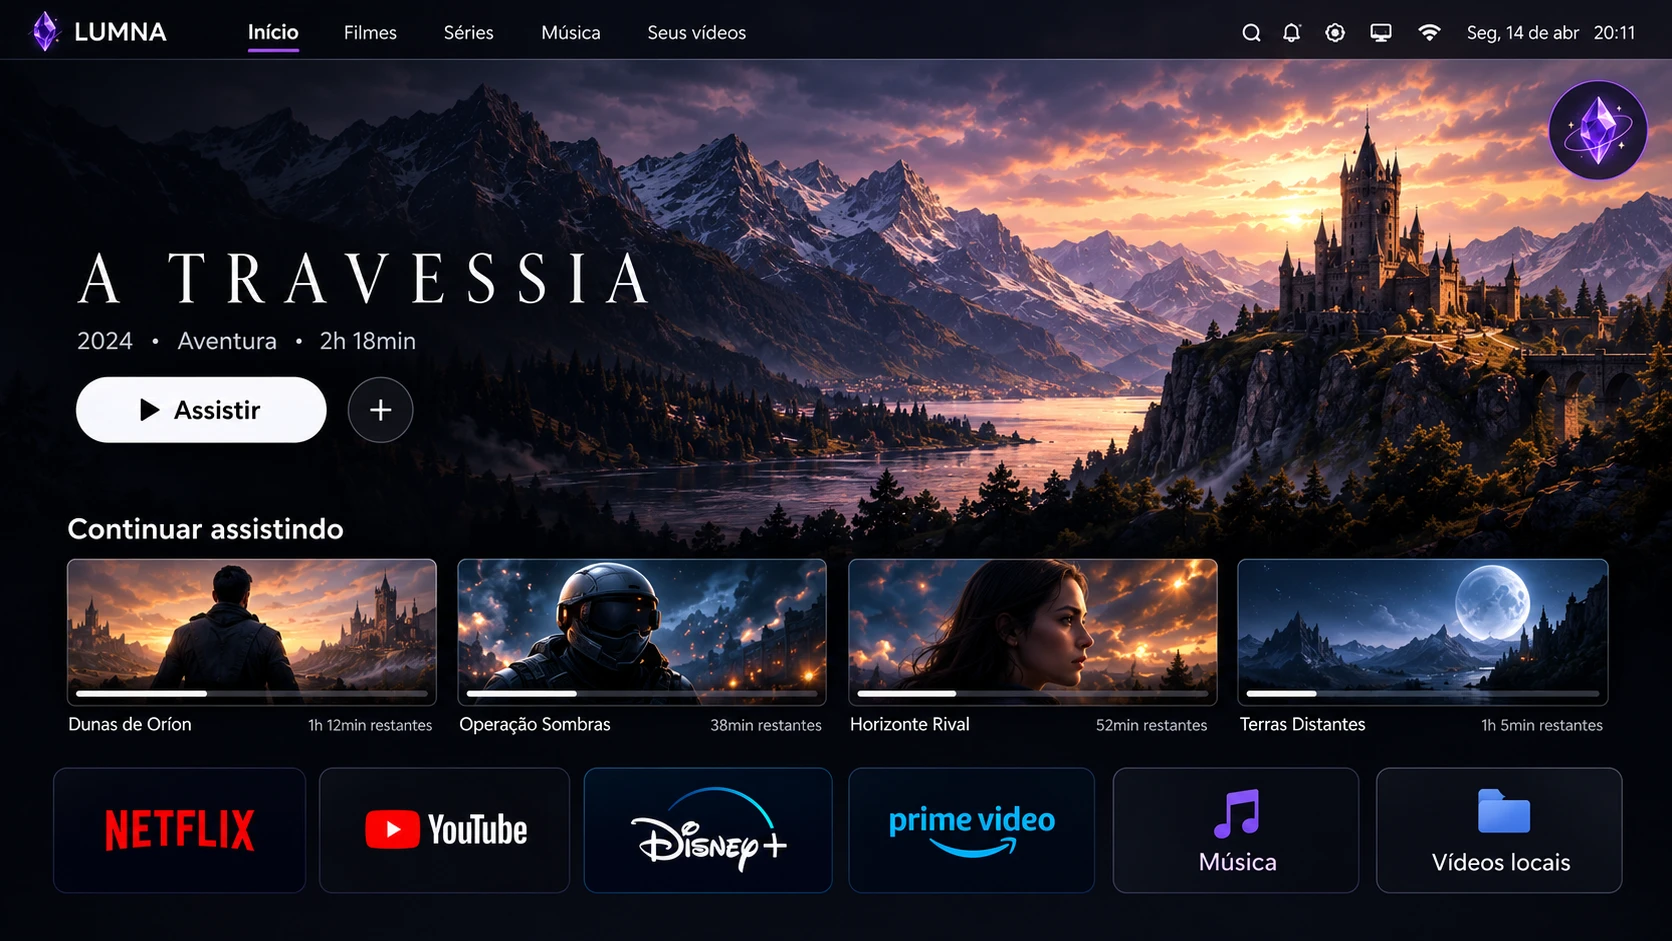 LUMNA
Início
Filmes
Séries
Música
Seus vídeos
Seg, 14 de abr 20:11
A TRAVESSIA
2024 • Aventura • 2h 18min
Assistir
Continuar assistindo
Dunas de Oríon
1h 12min restantes
Operação Sombras
38min restantes
Horizonte Rival
52min restantes
Terras Distantes
1h 5min restantes
NETFLIX
YouTube
Disney+
prime video
Música
Vídeos locais